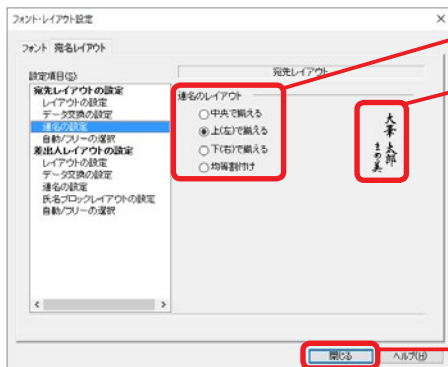 フォント・レイアウト設定
フォント 宛名レイアウト
設定項目(S):
宛先レイアウトの設定
レイアウトの設定
データ交換の設定
連名の設定
自動/フリーの選択
差出人レイアウトの設定
レイアウトの設定
データ交換の設定
連名の設定
氏名ブロックレイアウトの設定
自動/フリーの選択
宛先レイアウト
連名のレイアウト
中央で揃える
上(左)で揃える
下(右)で揃える
均等割付け
大筆 太郎
まめ美
閉じる
ヘルプ(H)